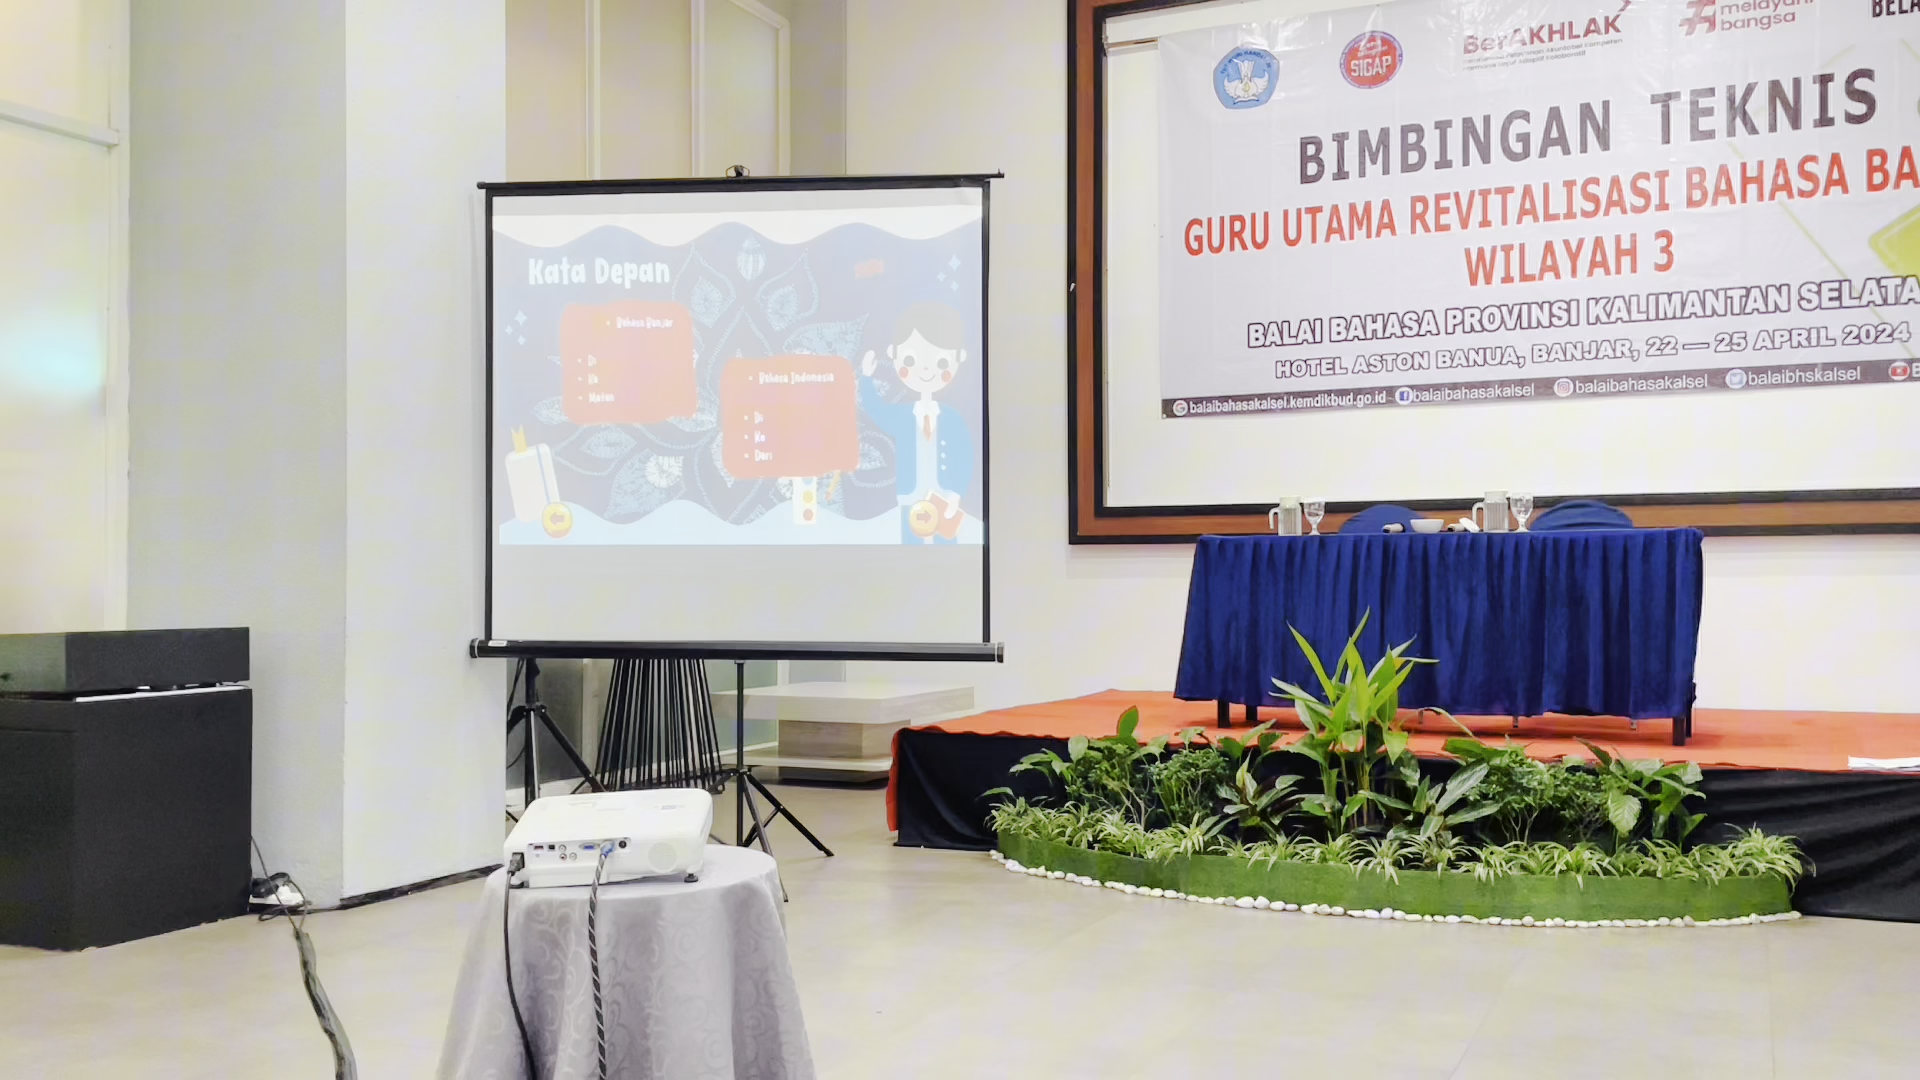 Kata Depan
Bahasa Banjar
Di
Ka
Matan
Bahasa Indonesia
Di
Ke
Dari
SIGAP
BerAKHLAK
#
melayani
bangsa
BIMBINGAN TEKNIS
GURU UTAMA REVITALISASI BAHASA BA
WILAYAH 3
BALAI BAHASA PROVINSI KALIMANTAN SELATA
HOTEL ASTON BANUA, BANJAR, 22 — 25 APRIL 2024
balaibahasakalsel.kemdikbud.go.id - balaibahasakalsel balaibahasakalsel balaibhskalsel